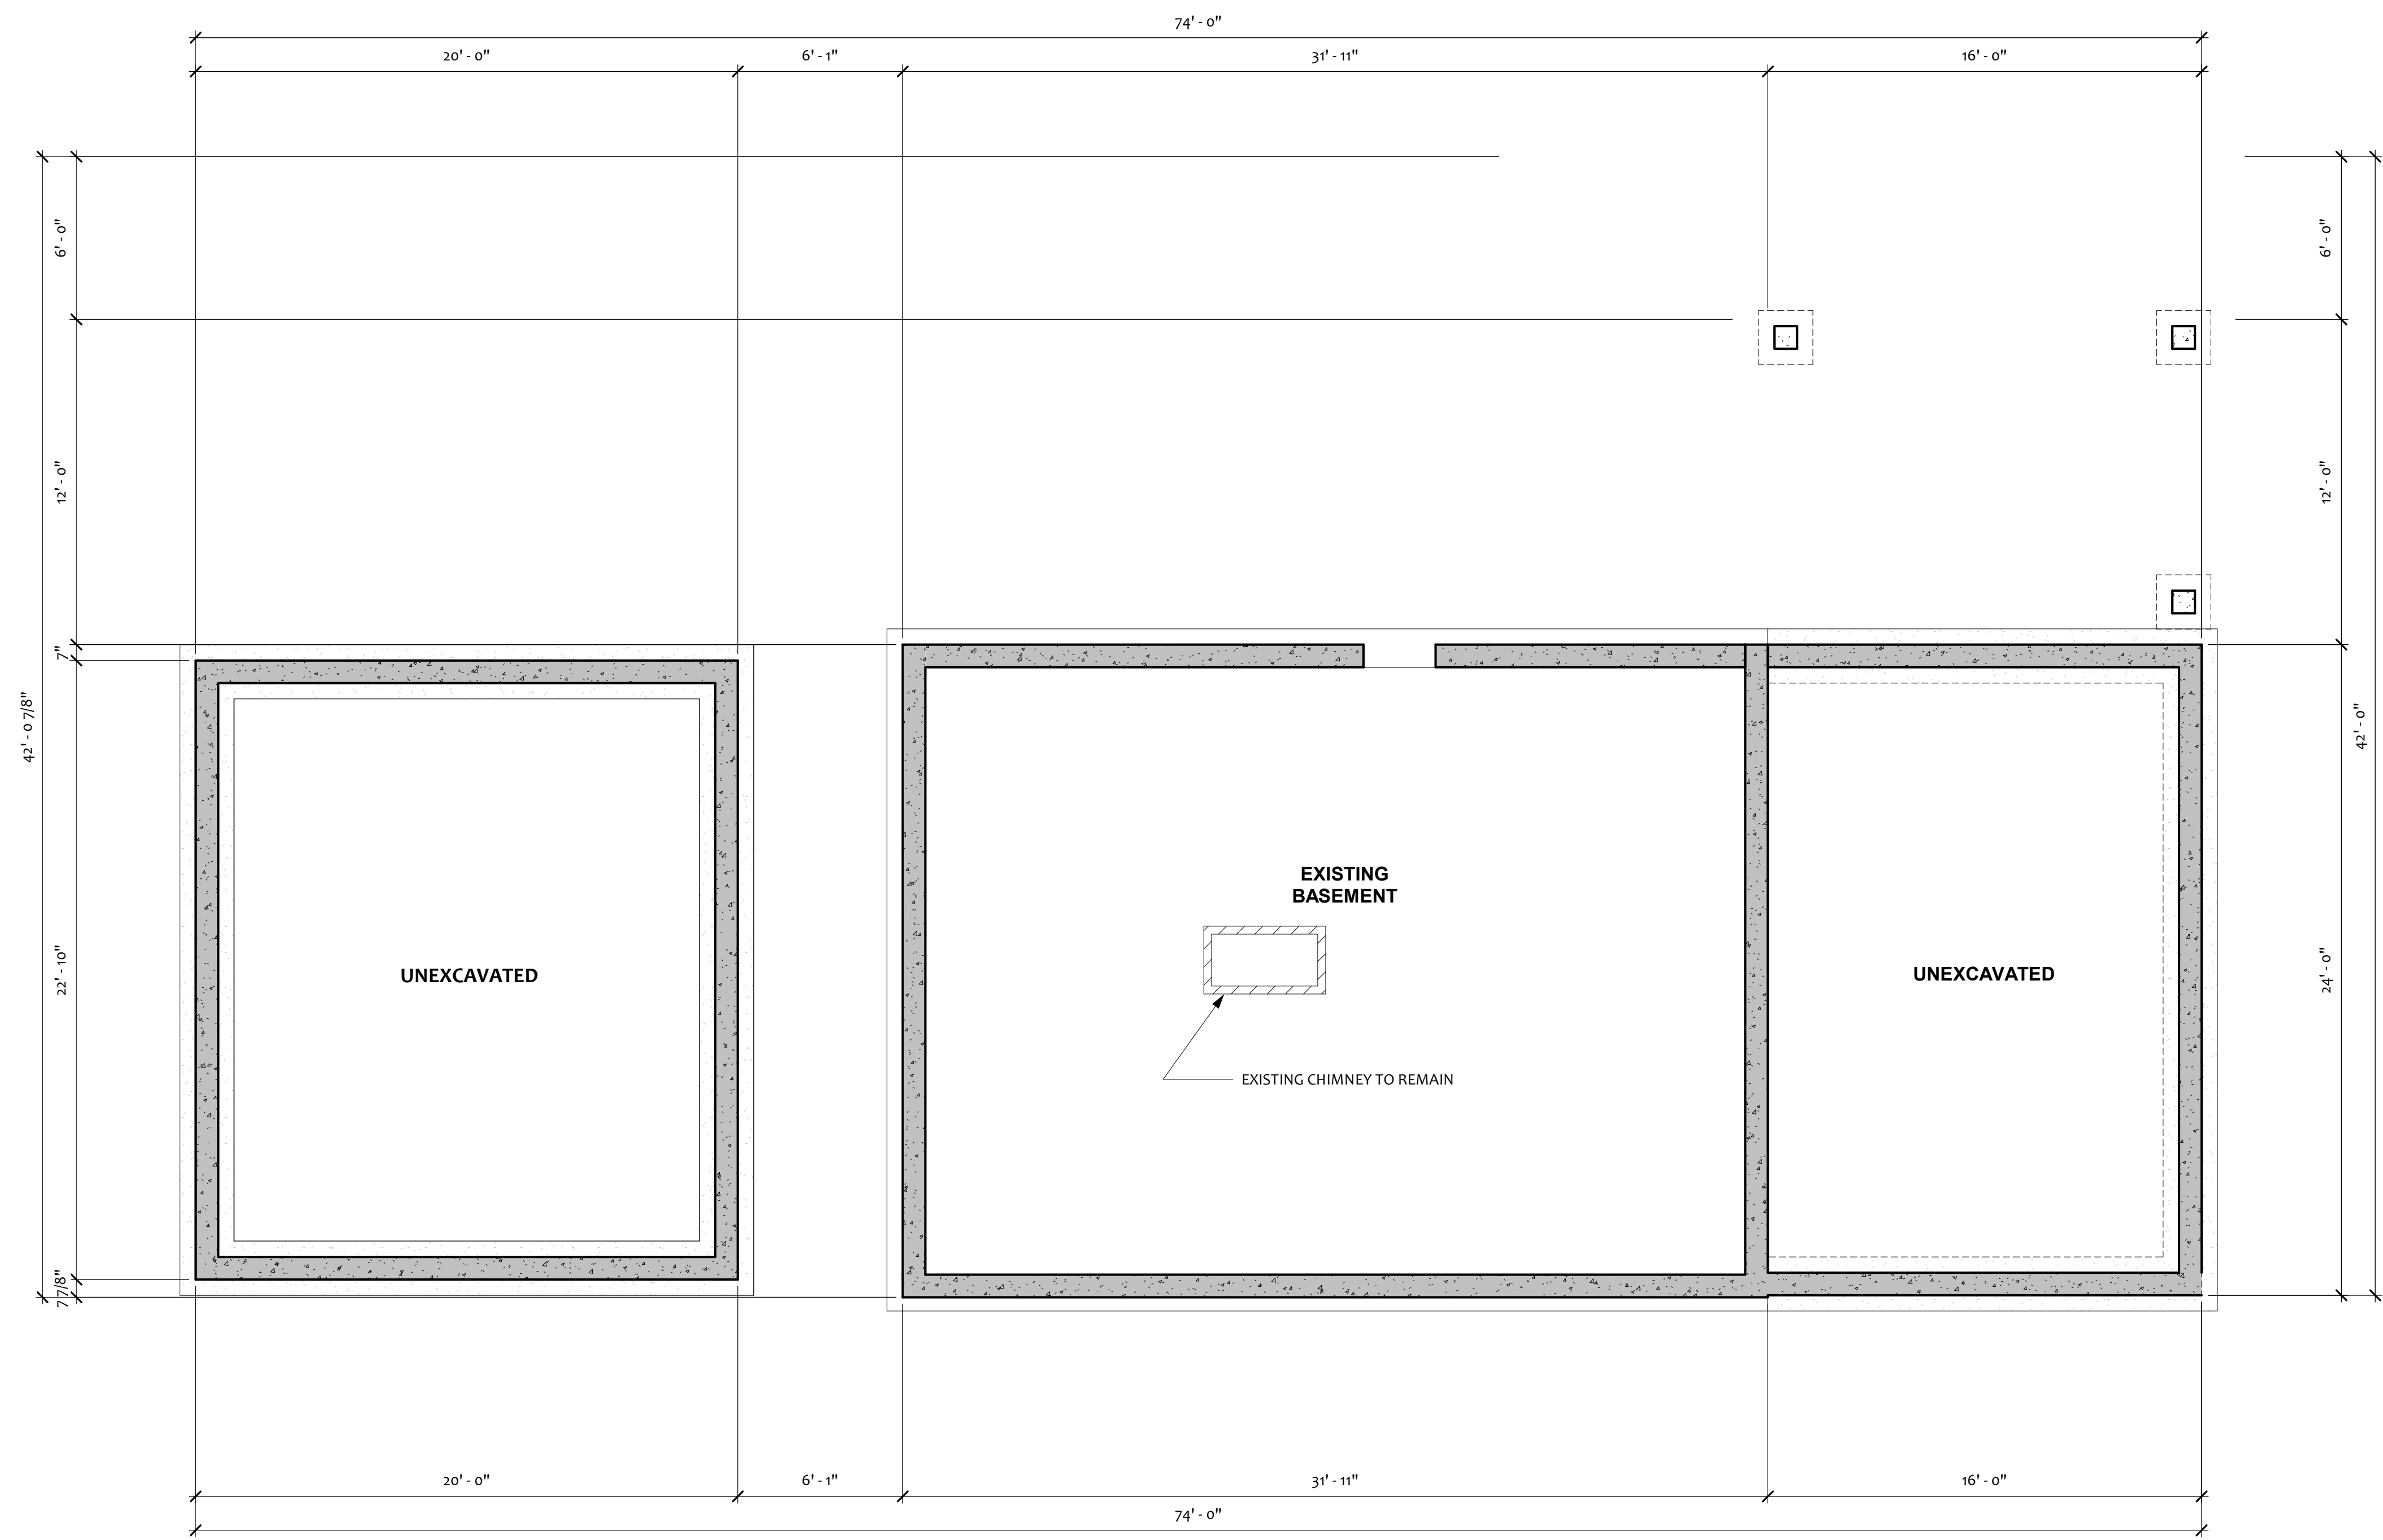 74' - 0"
20' - 0"
6' - 1"
31' - 11"
16' - 0"
6' - 0"
6' - 0"
12' - 0"
12' - 0"
7"
42' - 0 7/8"
42' - 0"
EXISTING
BASEMENT
22' - 10"
UNEXCAVATED
UNEXCAVATED
24' - 0"
EXISTING CHIMNEY TO REMAIN
7 7/8"
20' - 0"
6' - 1"
31' - 11"
16' - 0"
74' - 0"